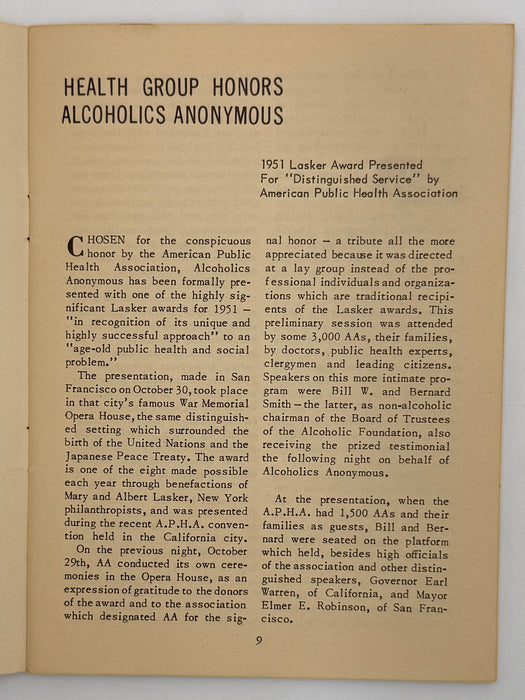 HEALTH GROUP HONORS
ALCOHOLICS ANONYMOUS
1951 Lasker Award Presented
For "Distinguished Service" by
American Public Health Association
CHOSEN for the conspicuous
honor by the American Public
Health Association, Alcoholics
Anonymous has been formally pre-
sented with one of the highly sig-
nificant Lasker awards for 1951 –
"in recognition of its unique and
highly successful approach" to an
"age-old public health and social
problem."
The presentation, made in San
Francisco on October 30, took place
in that city's famous War Memorial
Opera House, the same distinguish-
ed setting which surrounded the
birth of the United Nations and the
Japanese Peace Treaty. The award
is one of the eight made possible
each year through benefactions of
Mary and Albert Lasker, New York
philanthropists, and was presented
during the recent A.P.H.A. conven-
tion held in the California city.
On the previous night, October
29th, AA conducted its own cere-
monies in the Opera House, as an
expression of gratitude to the donors
of the award and to the association
which designated AA for the sig-
nal honor – a tribute all the more
appreciated because it was directed
at a lay group instead of the pro-
fessional individuals and organiza-
tions which are traditional recipi-
ents of the Lasker awards. This
preliminary session was attended
by some 3,000 AAs, their families,
by doctors, public health experts,
clergymen and leading citizens.
Speakers on this more intimate pro-
gram were Bill W. and Bernard
Smith – the latter, as non-alcoholic
chairman of the Board of Trustees
of the Alcoholic Foundation, also
receiving the prized testimonial
the following night on behalf of
Alcoholics Anonymous.
At the presentation, when the
A.P.H.A. had 1,500 AAs and their
families as guests, Bill and Ber-
nard were seated on the platform
which held, besides high officials
of the association and other distin-
guished speakers, Governor Earl
Warren, of California, and Mayor
Elmer E. Robinson, of San Fran-
cisco.
9